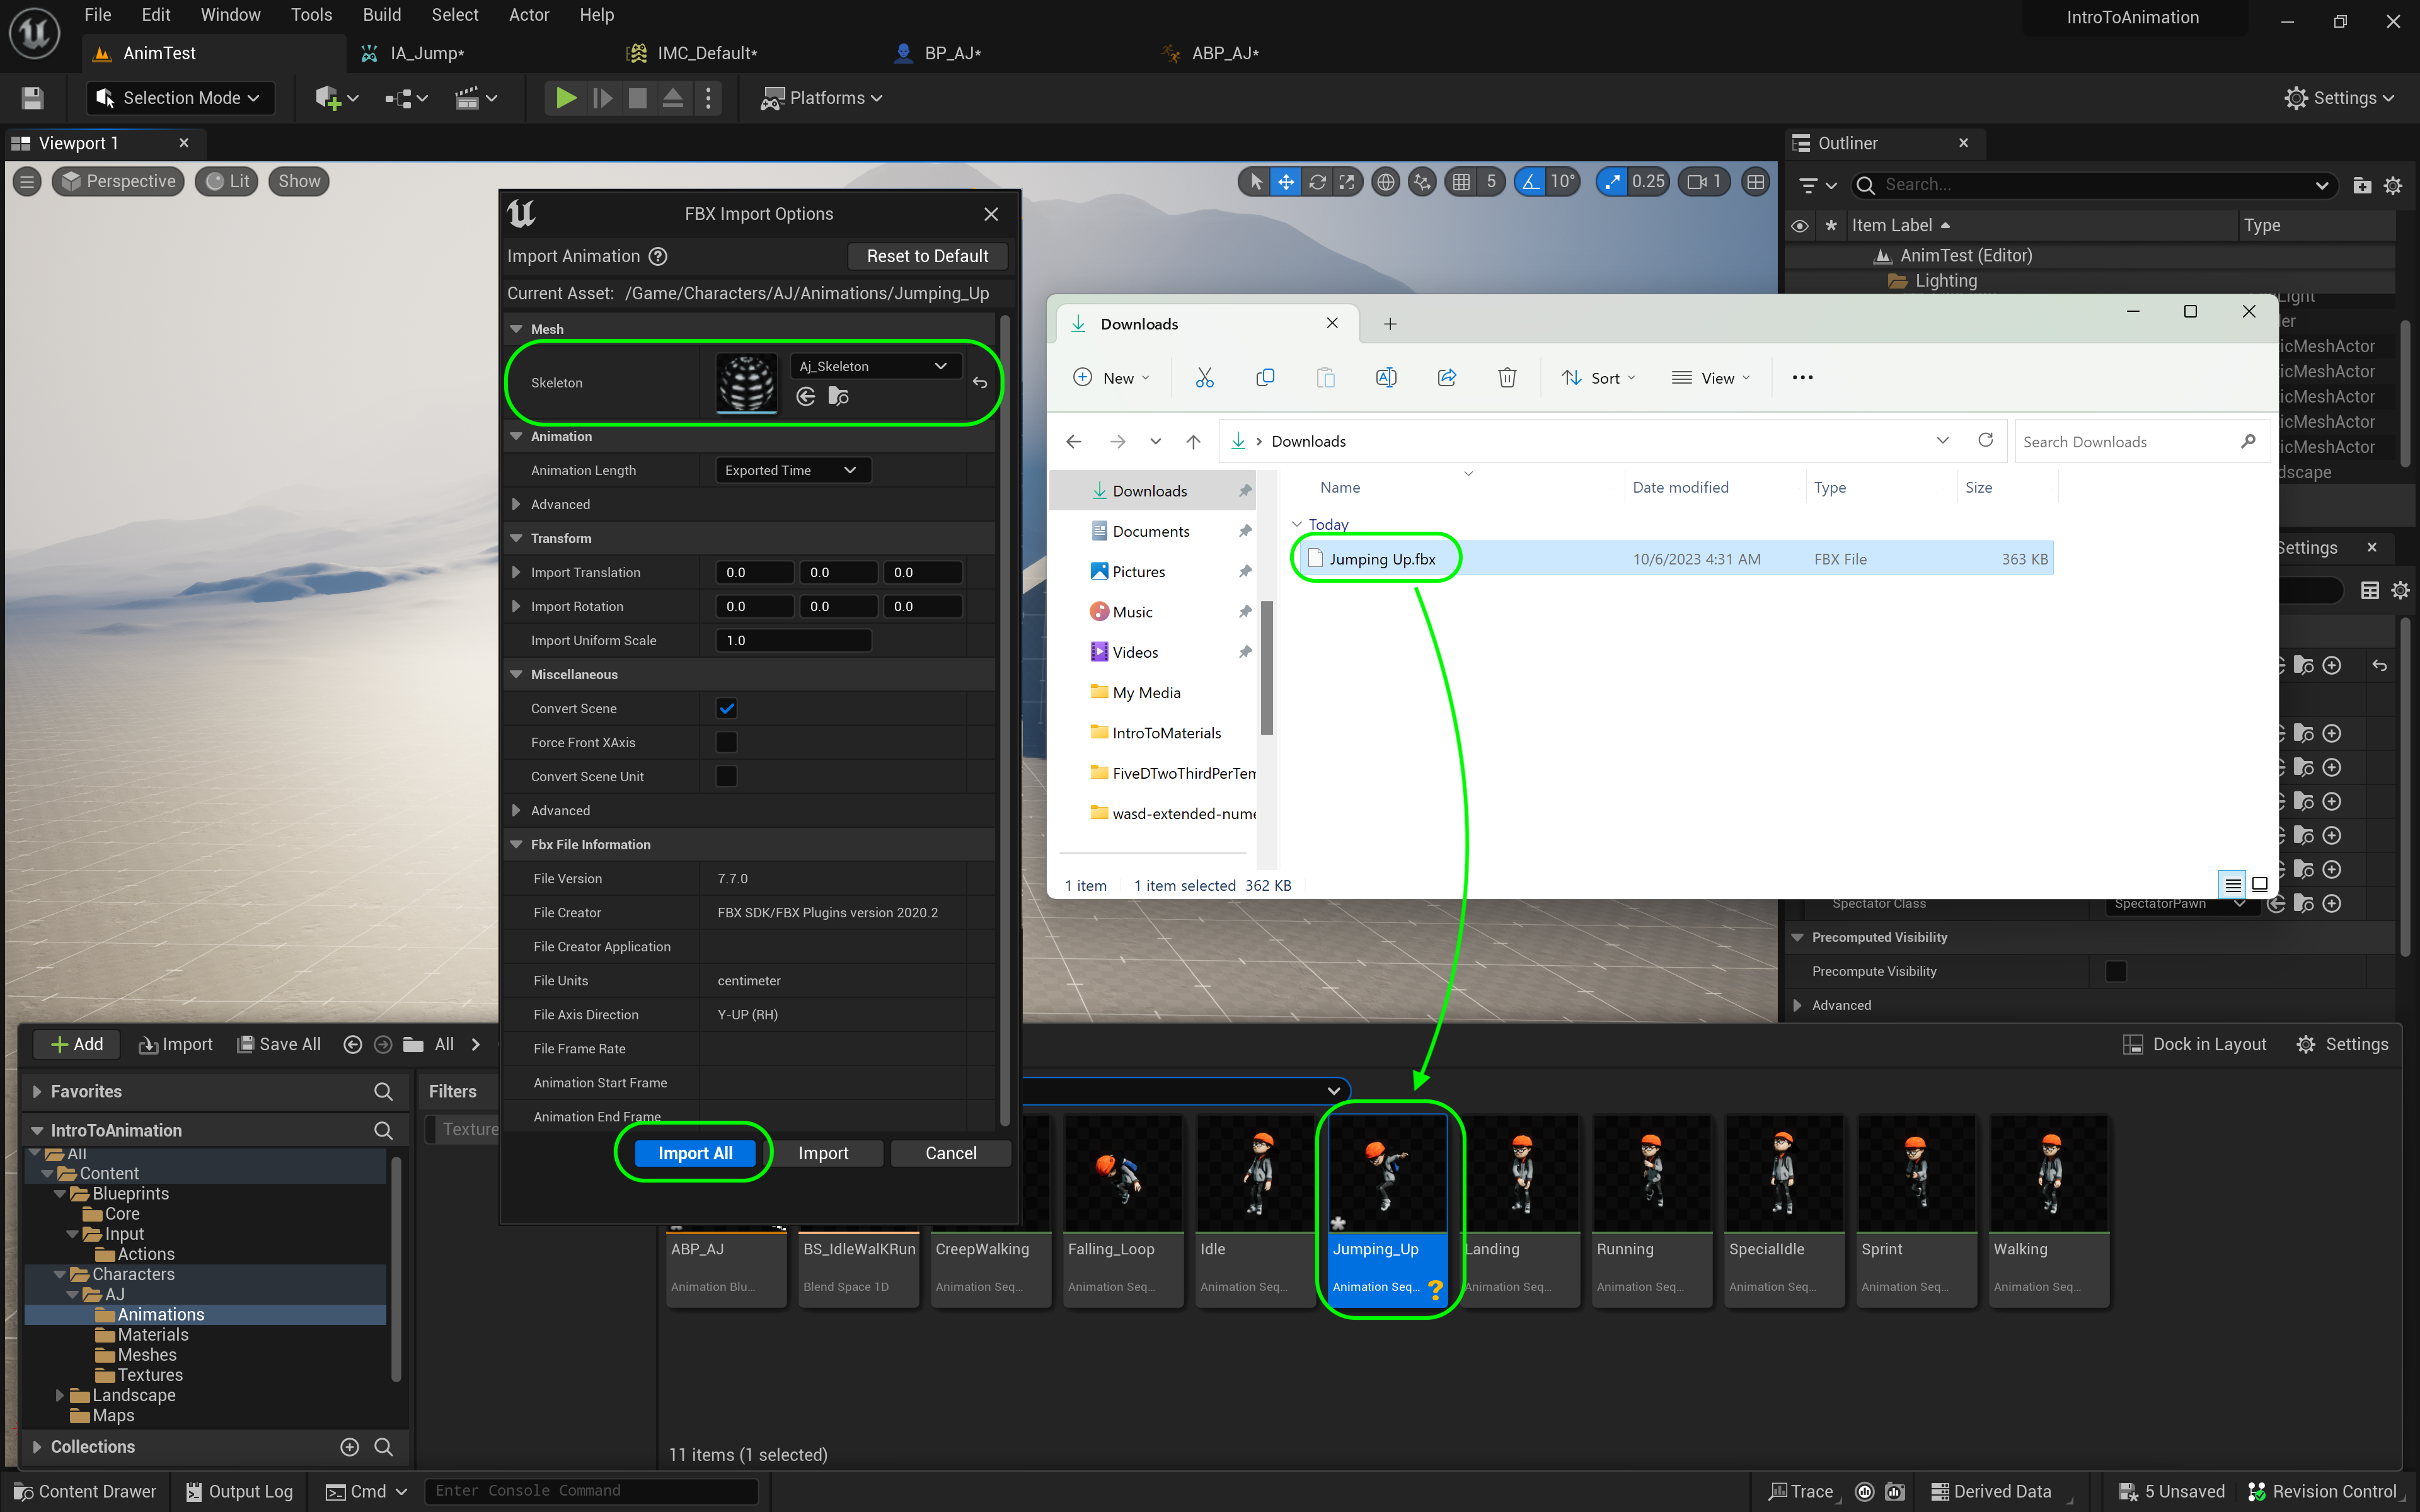 File Edit Window Tools Build Select Actor Help
IntroToAnimation
AnimTest
IA_Jump*
IMC_Default*
BP_AJ*
ABP_AJ*
Selection Mode
Platforms
Settings
Viewport 1
Perspective
Lit
Show
5
10°
0.25
1
Outliner
Search...
Item Label
Type
AnimTest (Editor)
Lighting
icMeshActor
icMeshActor
icMeshActor
icMeshActor
icMeshActor
dscape
Settings
Spectator Class
SpectatorPawn
Precomputed Visibility
Precompute Visibility
Advanced
FBX Import Options
Import Animation
Reset to Default
Current Asset: /Game/Characters/AJ/Animations/Jumping_Up
Mesh
Skeleton
Aj_Skeleton
Animation
Animation Length
Exported Time
Advanced
Transform
Import Translation 0.0 0.0 0.0
Import Rotation 0.0 0.0 0.0
Import Uniform Scale 1.0
Miscellaneous
Convert Scene
Force Front XAxis
Convert Scene Unit
Advanced
Fbx File Information
File Version 7.7.0
File Creator FBX SDK/FBX Plugins version 2020.2
File Creator Application
File Units centimeter
File Axis Direction Y-UP (RH)
File Frame Rate
Animation Start Frame
Animation End Frame
Import All Import Cancel
Downloads
New
Sort
View
Downloads
Search Downloads
Downloads
Documents
Pictures
Music
Videos
My Media
IntroToMaterials
FiveDTwoThirdPerTem
wasd-extended-nume
Name Date modified Type Size
Today
Jumping Up.fbx 10/6/2023 4:31 AM FBX File 363 KB
1 item 1 item selected 362 KB
Add
Import
Save All
All
Dock in Layout
Settings
Favorites
Filters
IntroToAnimation
Texture
All
Content
Blueprints
Core
Input
Actions
Characters
AJ
Animations
Materials
Meshes
Textures
Landscape
Maps
Collections
ABP_AJ
Animation Blu...
BS_IdleWalKRun
Blend Space 1D
CreepWalking
Animation Seq...
Falling_Loop
Animation Seq...
Idle
Animation Seq...
Jumping_Up
Animation Seq...
?
Landing
Animation Seq...
Running
Animation Seq...
SpecialIdle
Animation Seq...
Sprint
Animation Seq...
Walking
Animation Seq...
11 items (1 selected)
Content Drawer
Output Log
Cmd
Enter Console Command
Trace
Derived Data
5 Unsaved
Revision Control